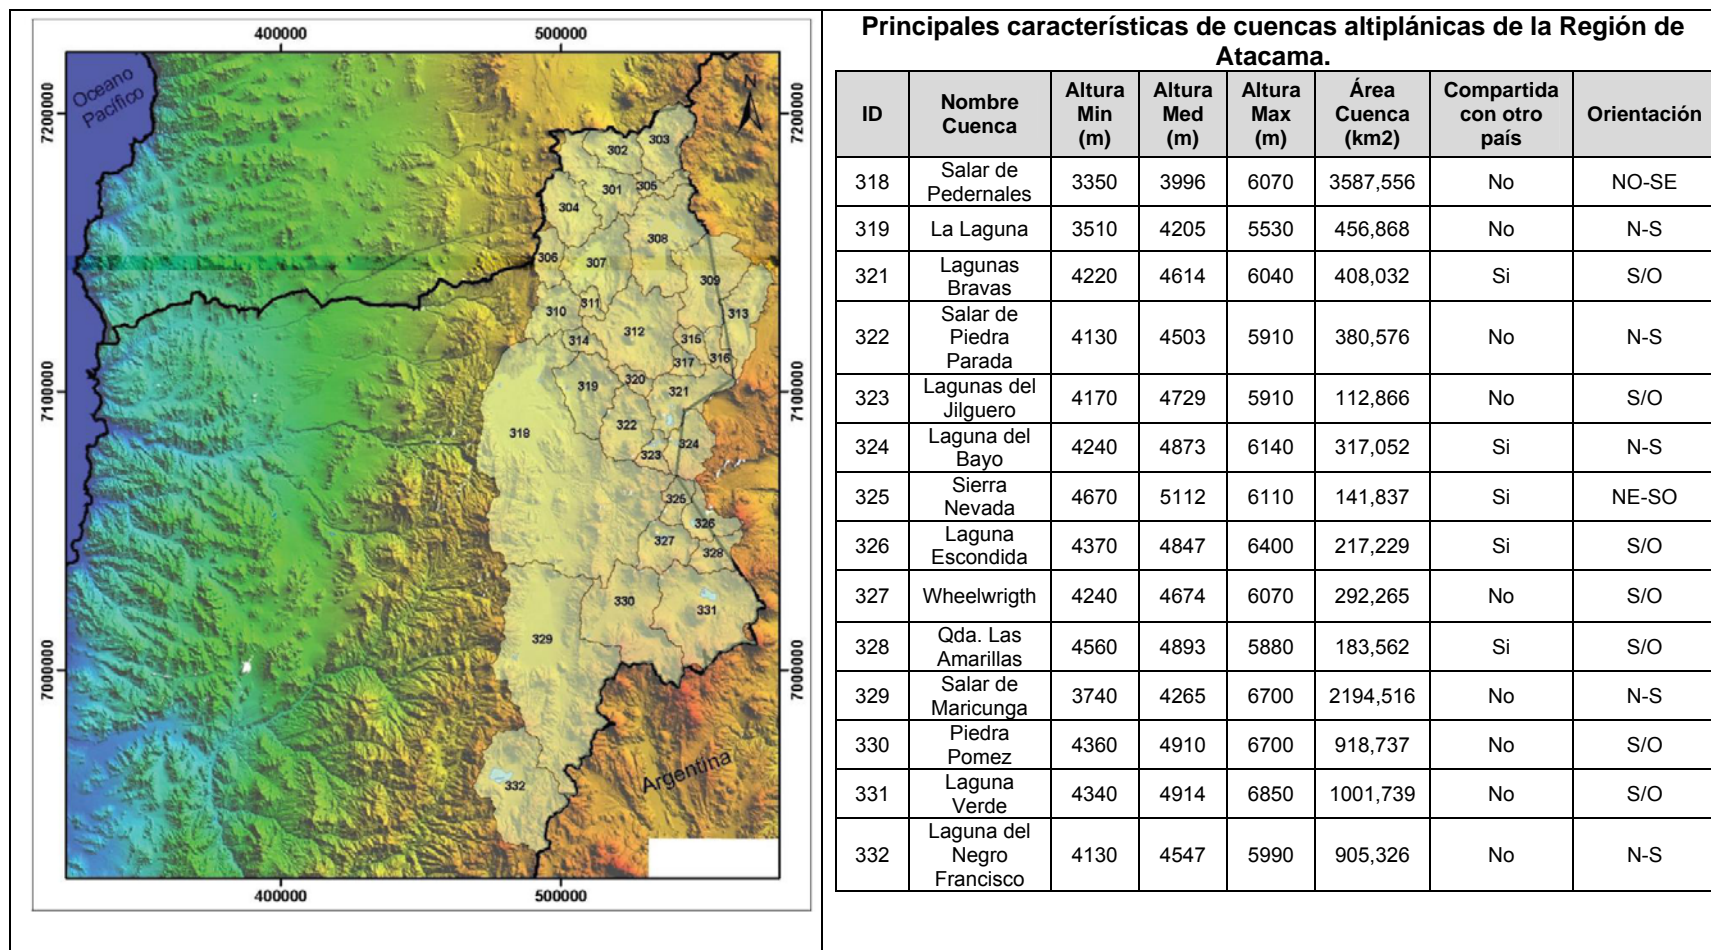 400000 500000
Oceano
Pacífico
N
7200000 7200000
303
302
301 305
304
308
306 307
309
311
310 313
312
314 315
316
317
320
319 321
322
318
324
323
325
326
327
328
330
331
329
Argentina
332
7100000 7100000
7000000 7000000
400000 500000
Principales características de cuencas altiplánicas de la Región de
Atacama.
ID Nombre Cuenca Altura Min (m) Altura Med (m) Altura Max (m) Área Cuenca (km2) Compartida con otro país Orientación
318 Salar de Pedernales 3350 3996 6070 3587,556 No NO-SE
319 La Laguna 3510 4205 5530 456,868 No N-S
321 Lagunas Bravas 4220 4614 6040 408,032 Si S/O
322 Salar de Piedra Parada 4130 4503 5910 380,576 No N-S
323 Lagunas del Jilguero 4170 4729 5910 112,866 No S/O
324 Laguna del Bayo 4240 4873 6140 317,052 Si N-S
325 Sierra Nevada 4670 5112 6110 141,837 Si NE-SO
326 Laguna Escondida 4370 4847 6400 217,229 Si S/O
327 Wheelwrigth 4240 4674 6070 292,265 No S/O
328 Qda. Las Amarillas 4560 4893 5880 183,562 Si S/O
329 Salar de Maricunga 3740 4265 6700 2194,516 No N-S
330 Piedra Pomez 4360 4910 6700 918,737 No S/O
331 Laguna Verde 4340 4914 6850 1001,739 No S/O
332 Laguna del Negro Francisco 4130 4547 5990 905,326 No N-S